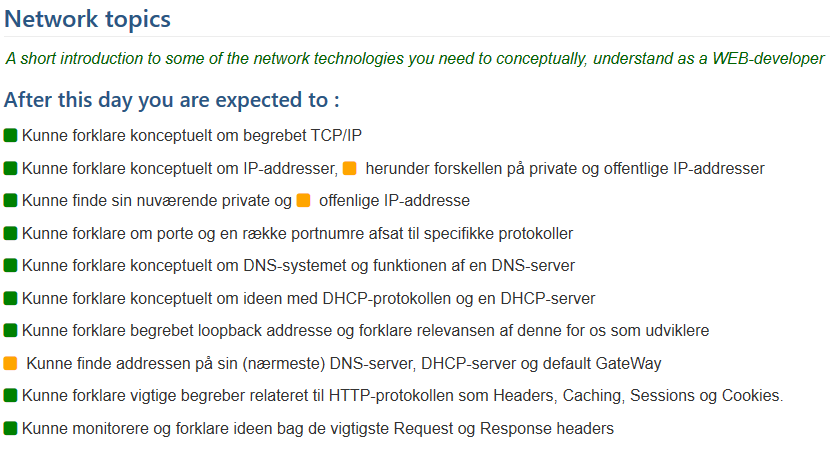 Network topics
A short introduction to some of the network technologies you need to conceptually, understand as a WEB-developer
After this day you are expected to :
Kunne forklare konceptuelt om begrebet TCP/IP
Kunne forklare konceptuelt om IP-addresser, herunder forskellen på private og offentlige IP-addresser
Kunne finde sin nuværende private og offenlige IP-addresse
Kunne forklare om porte og en række portnumre afsat til specifikke protokoller
Kunne forklare konceptuelt om DNS-systemet og funktionen af en DNS-server
Kunne forklare konceptuelt om ideen med DHCP-protokollen og en DHCP-server
Kunne forklare begrebet loopback addresse og forklare relevansen af denne for os som udviklere
Kunne finde addressen på sin (nærmeste) DNS-server, DHCP-server og default GateWay
Kunne forklare vigtige begreber relateret til HTTP-protokollen som Headers, Caching, Sessions og Cookies.
Kunne monitorere og forklare ideen bag de vigtigste Request og Response headers